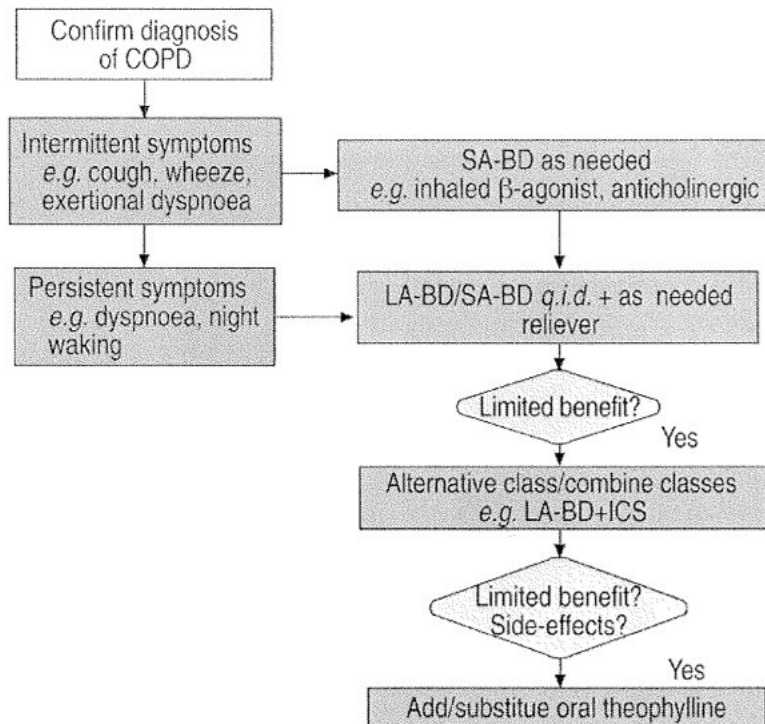 Confirm diagnosis
of COPD
Intermittent symptoms
e.g. cough, wheeze,
exertional dyspnoea
SA-BD as needed
e.g. inhaled β-agonist, anticholinergic
Persistent symptoms
e.g. dyspnoea, night
waking
LA-BD/SA-BD q.i.d. + as needed
reliever
Limited benefit?
Yes
Alternative class/combine classes
e.g. LA-BD+ICS
Limited benefit?
Side-effects?
Yes
Add/substitue oral theophylline